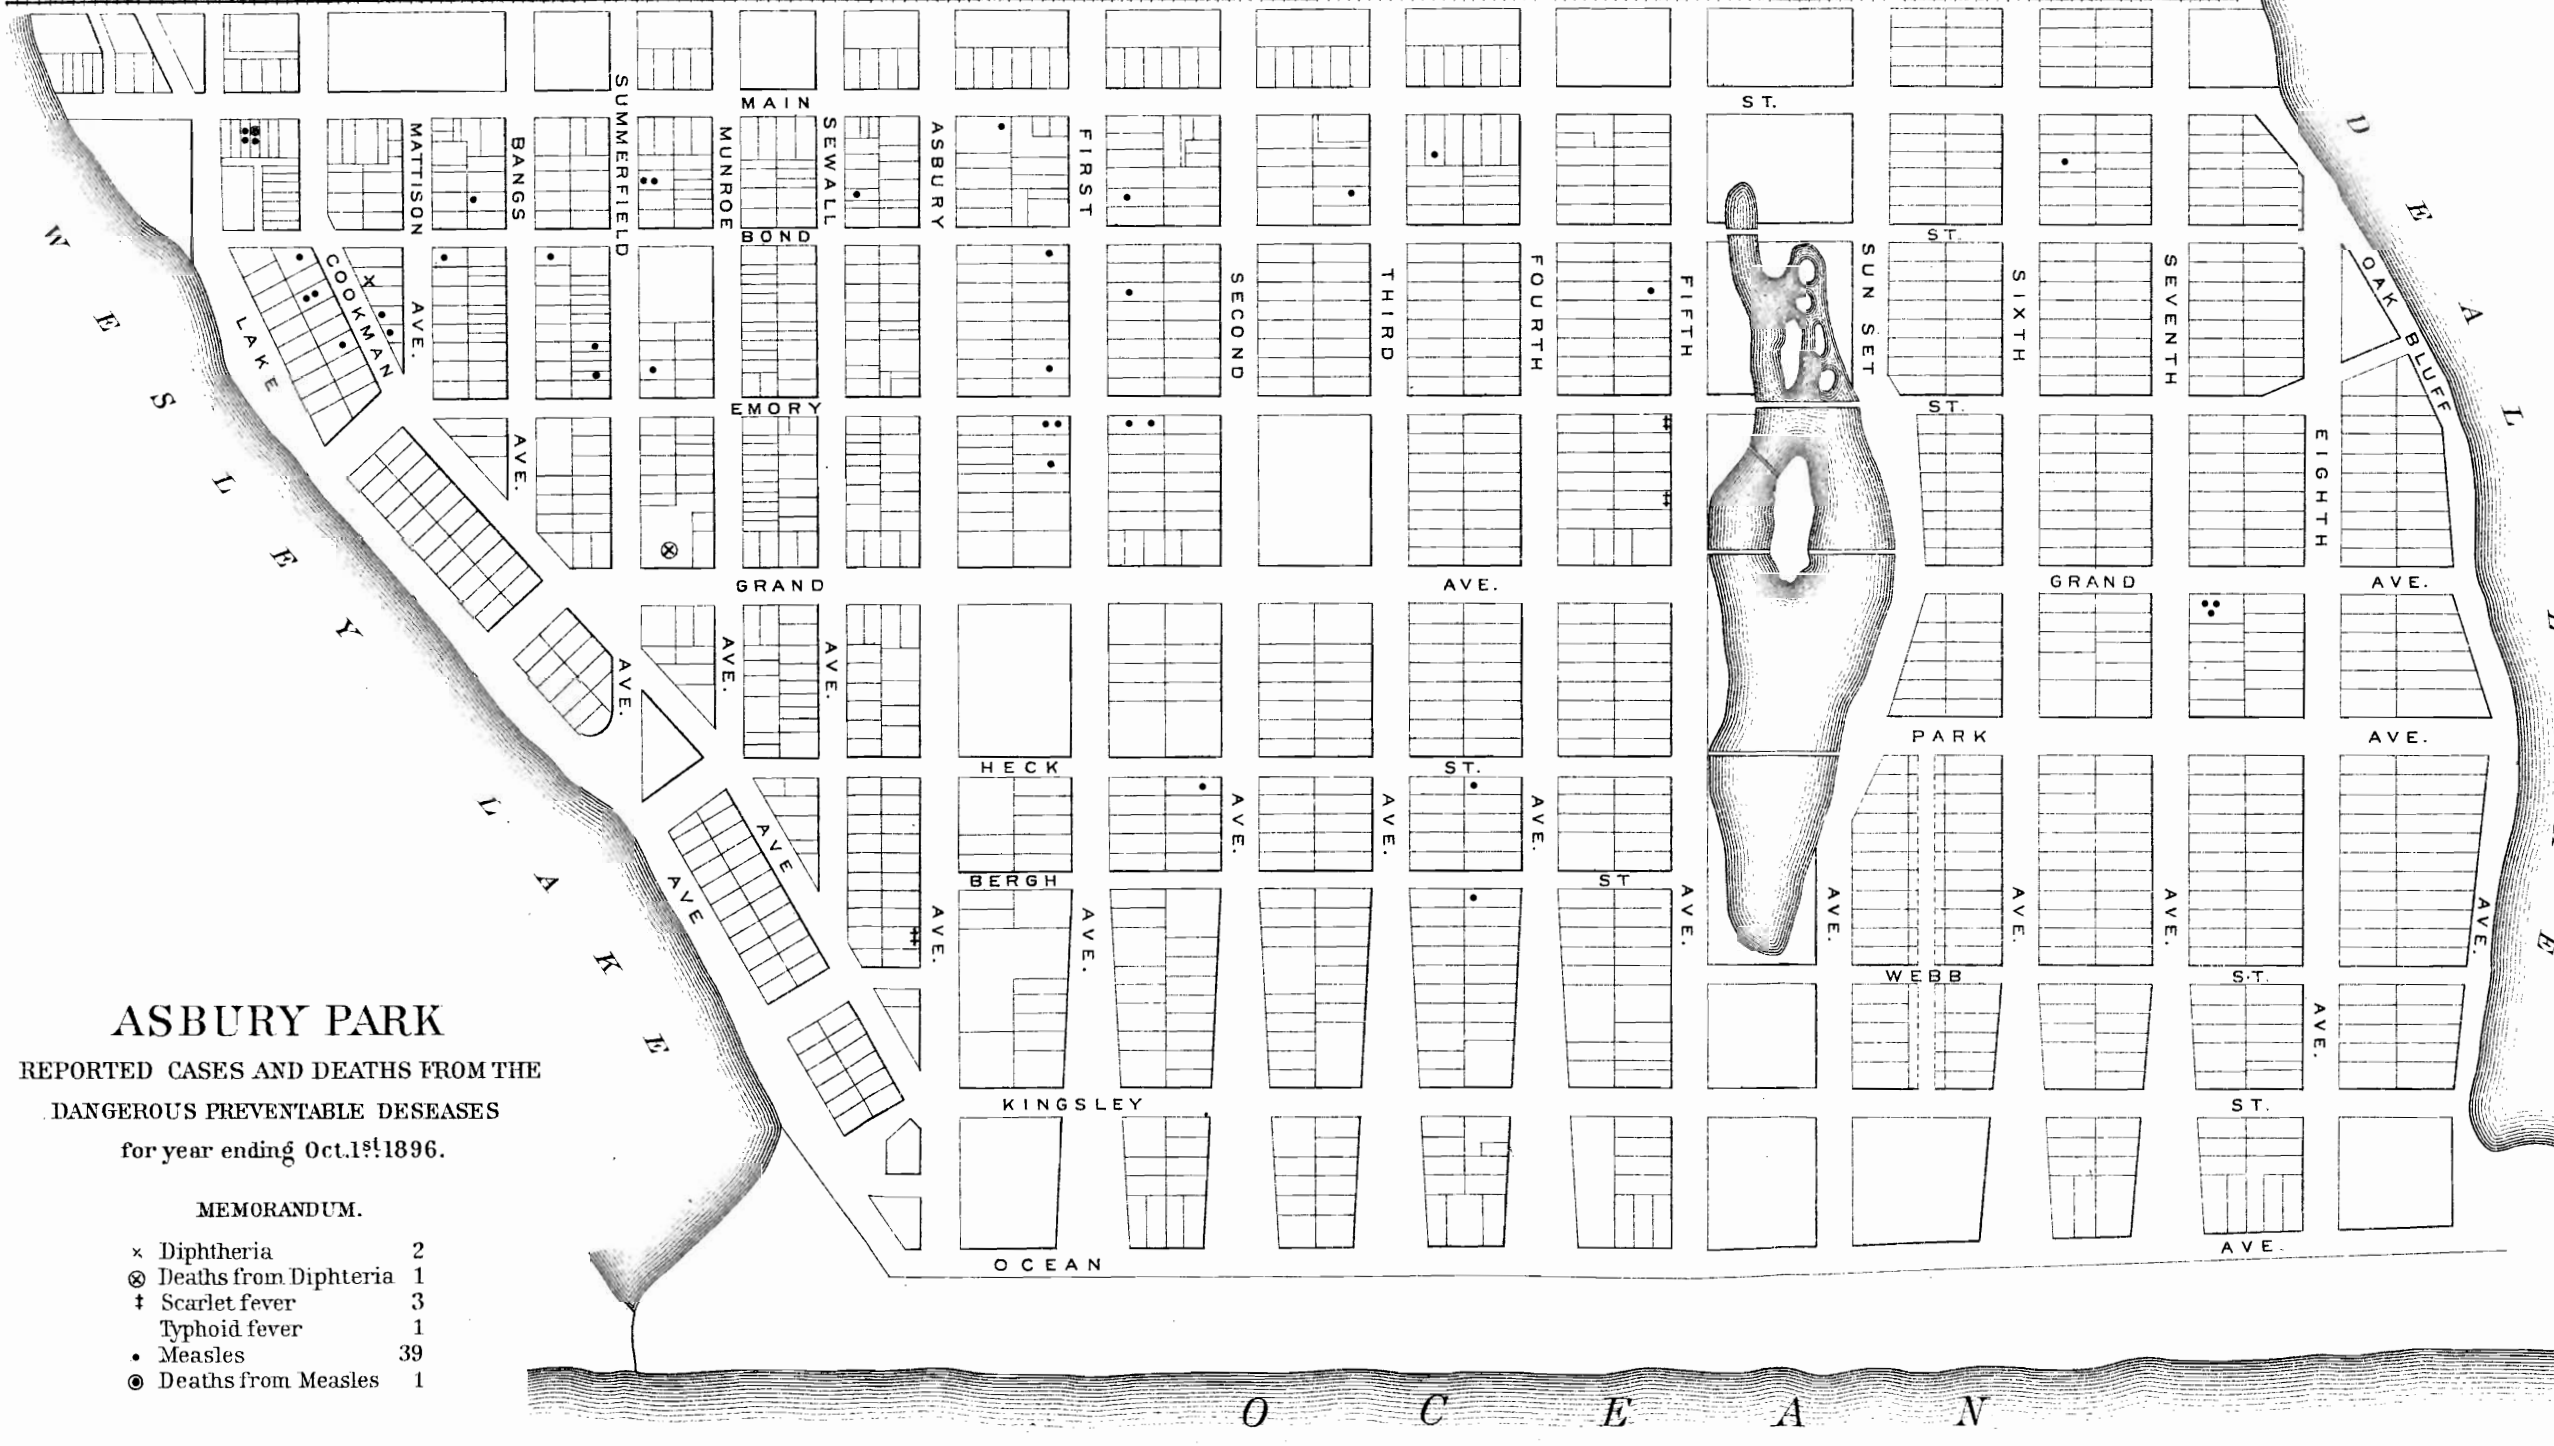 MAIN ST.
SUMMERFIELD
MATTISON
BANGS
MUNROE
SEWALL
ASBURY
FIRST
D E A L
BOND ST.
WESLEY LAKE
LAKE
COOKMAN
AVE.
SECOND
THIRD
FOURTH
FIFTH
SUN SET
SIXTH
SEVENTH
OAK BLUFF
EMORY ST.
AVE.
EIGHTH
GRAND AVE. GRAND AVE.
AVE.
AVE.
AVE.
PARK AVE.
HECK ST.
AVE
AVE
AVE.
AVE.
AVE.
BERGH ST
AVE.
AVE.
AVE.
AVE.
AVE.
AVE.
AVE.
WEBB ST.
AVE.
KINGSLEY ST.
OCEAN AVE.
ASBURY PARK
REPORTED CASES AND DEATHS FROM THE
DANGEROUS PREVENTABLE DESEASES
for year ending Oct. 1st 1896.
MEMORANDUM.
× Diphtheria 2
⊗ Deaths from Diphteria 1
‡ Scarlet fever 3
Typhoid fever 1
• Measles 39
◉ Deaths from Measles 1
OCEAN